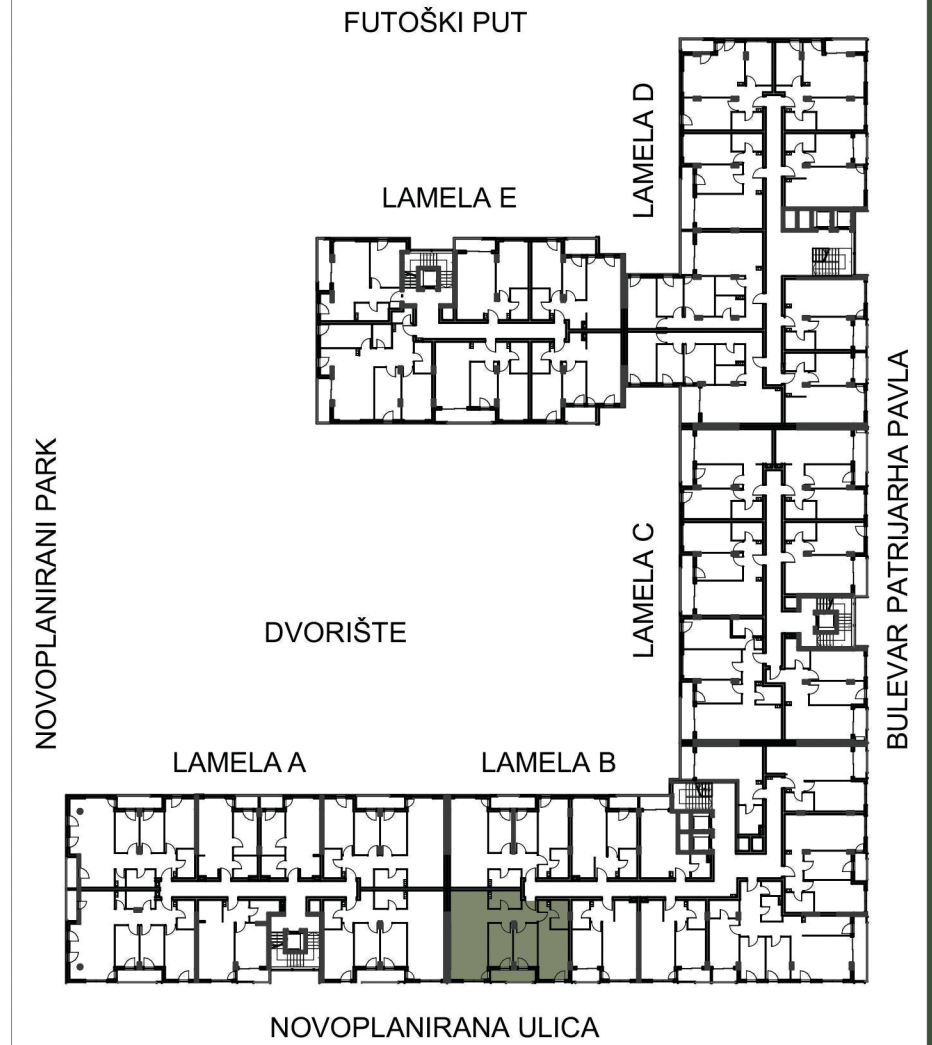 FUTOŠKI PUT
LAMELA D
LAMELA E
BULEVAR PATRIJARHA PAVLA
NOVOPLANIRANI PARK
LAMELA C
DVORIŠTE
LAMELA A
LAMELA B
NOVOPLANIRANA ULICA